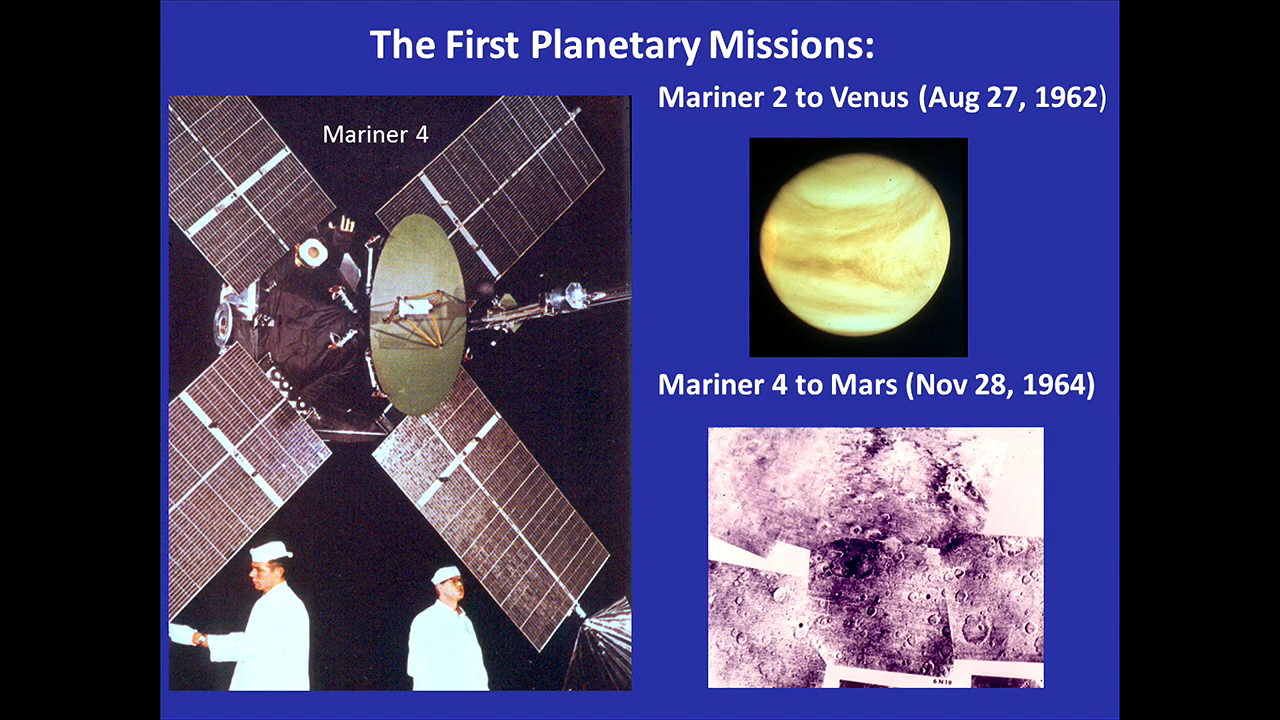 The First Planetary Missions:
Mariner 4
Mariner 2 to Venus (Aug 27, 1962)
Mariner 4 to Mars (Nov 28, 1964)
6N19